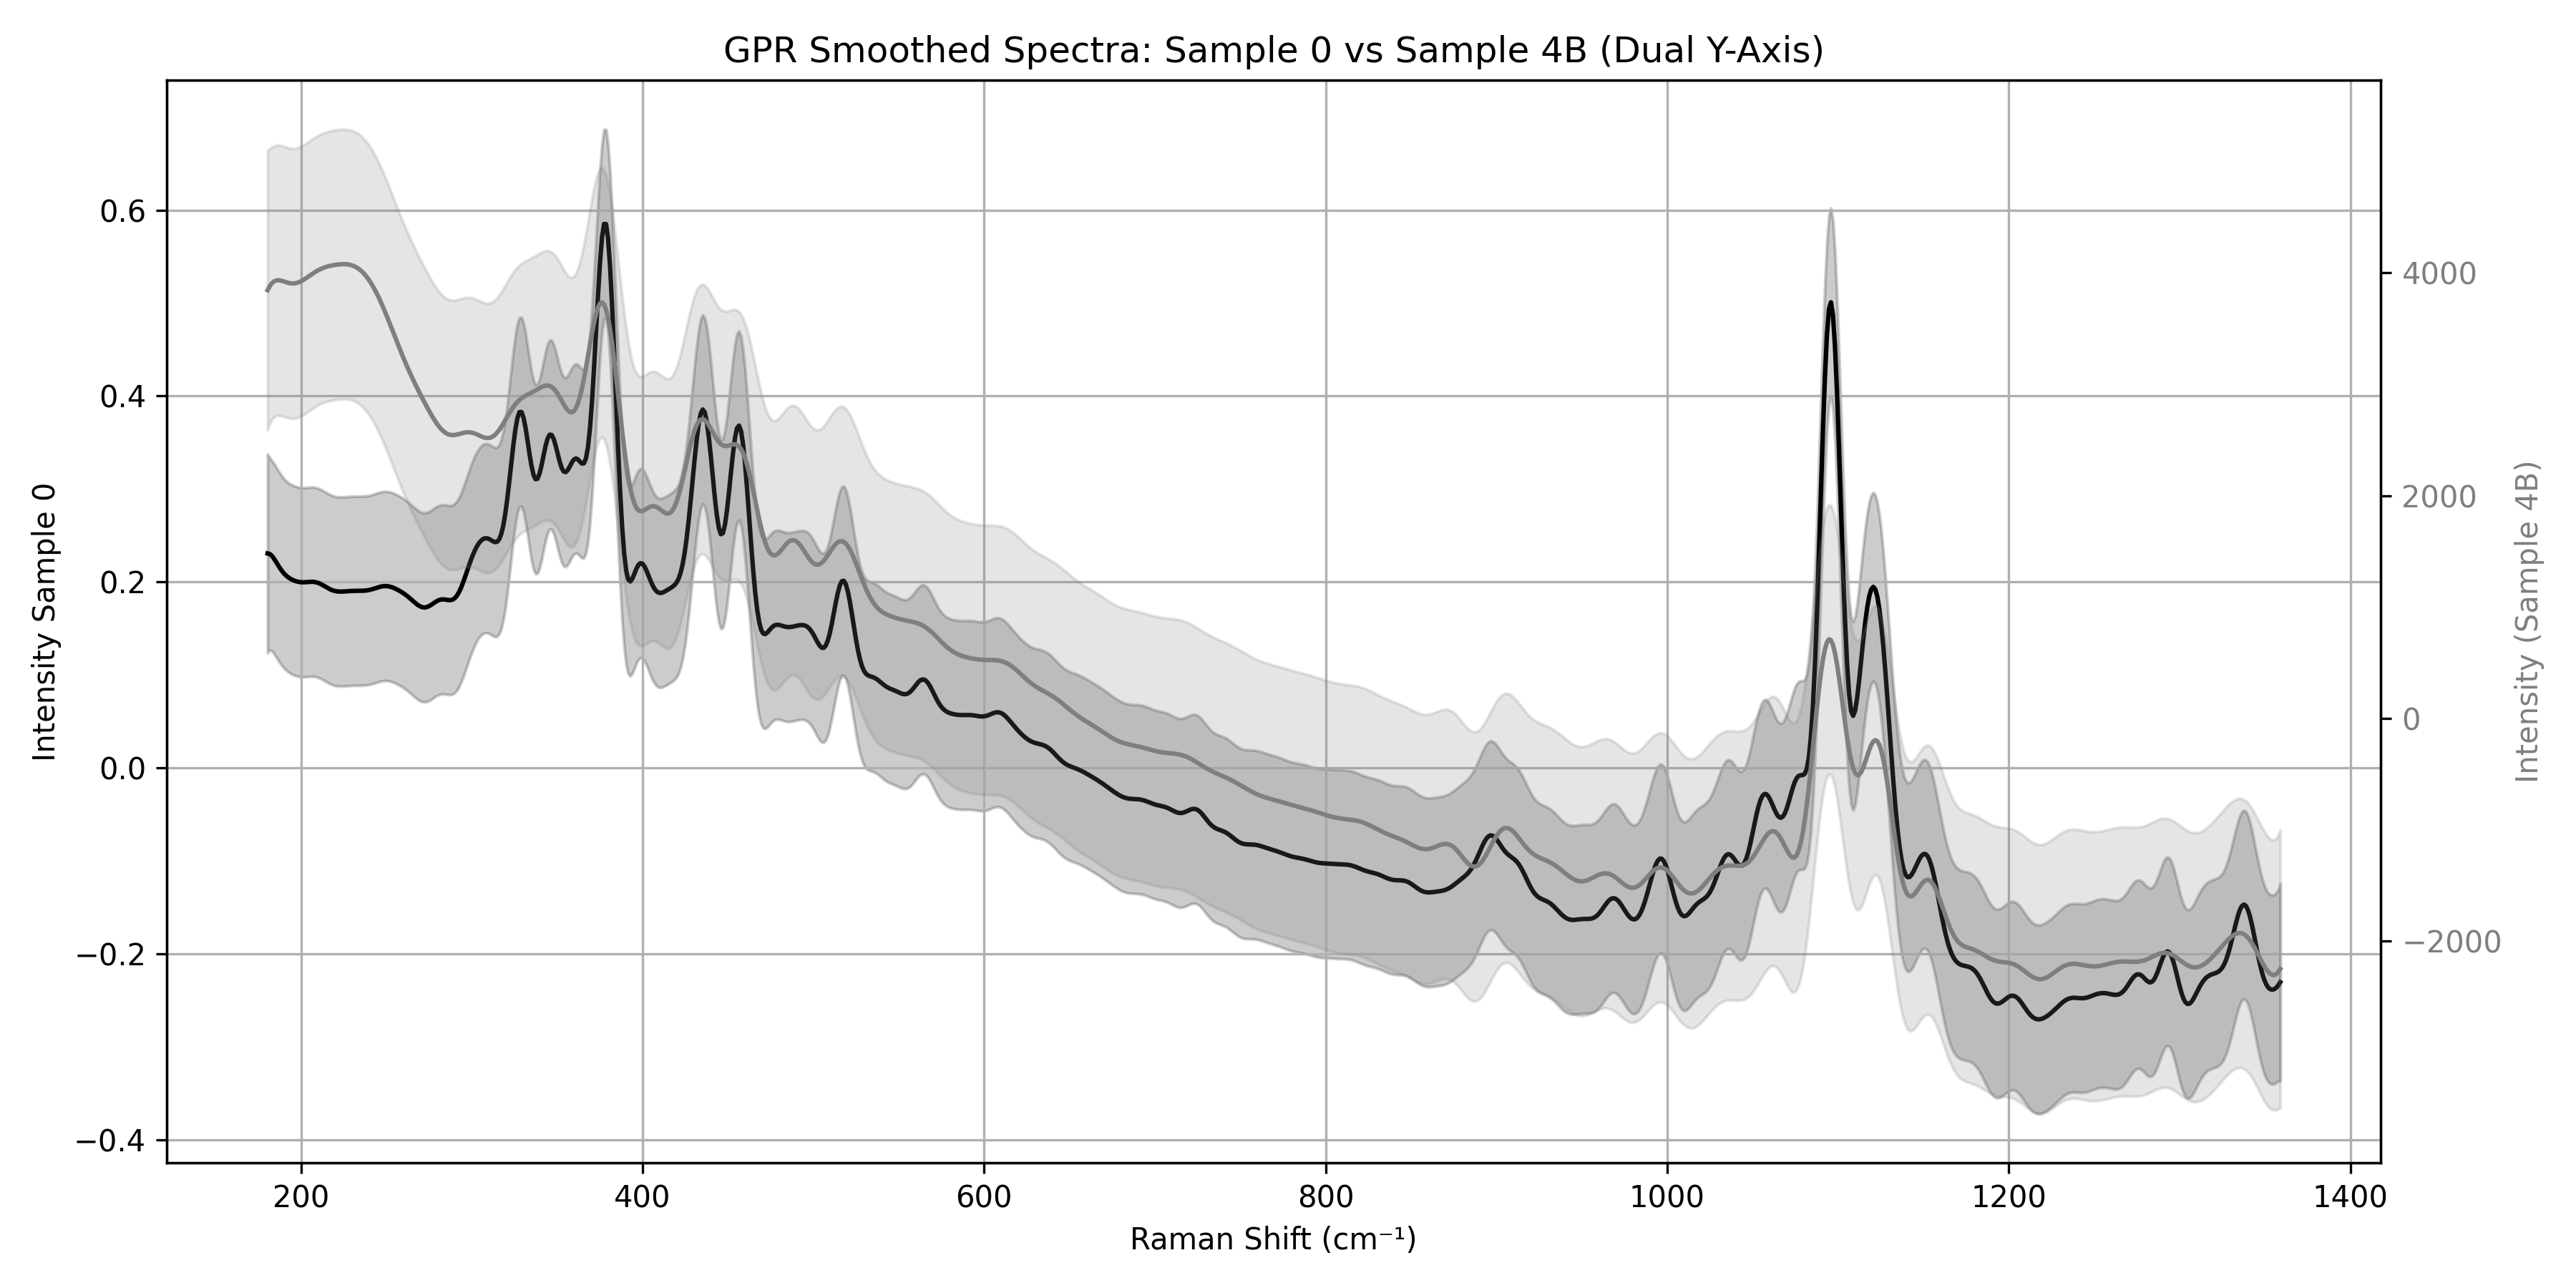 GPR Smoothed Spectra: Sample 0 vs Sample 4B (Dual Y-Axis)
Intensity Sample 0
0.6
0.4
0.2
0.0
−0.2
−0.4
4000
2000
0
−2000
Intensity (Sample 4B)
200 400 600 800 1000 1200 1400
Raman Shift (cm⁻¹)